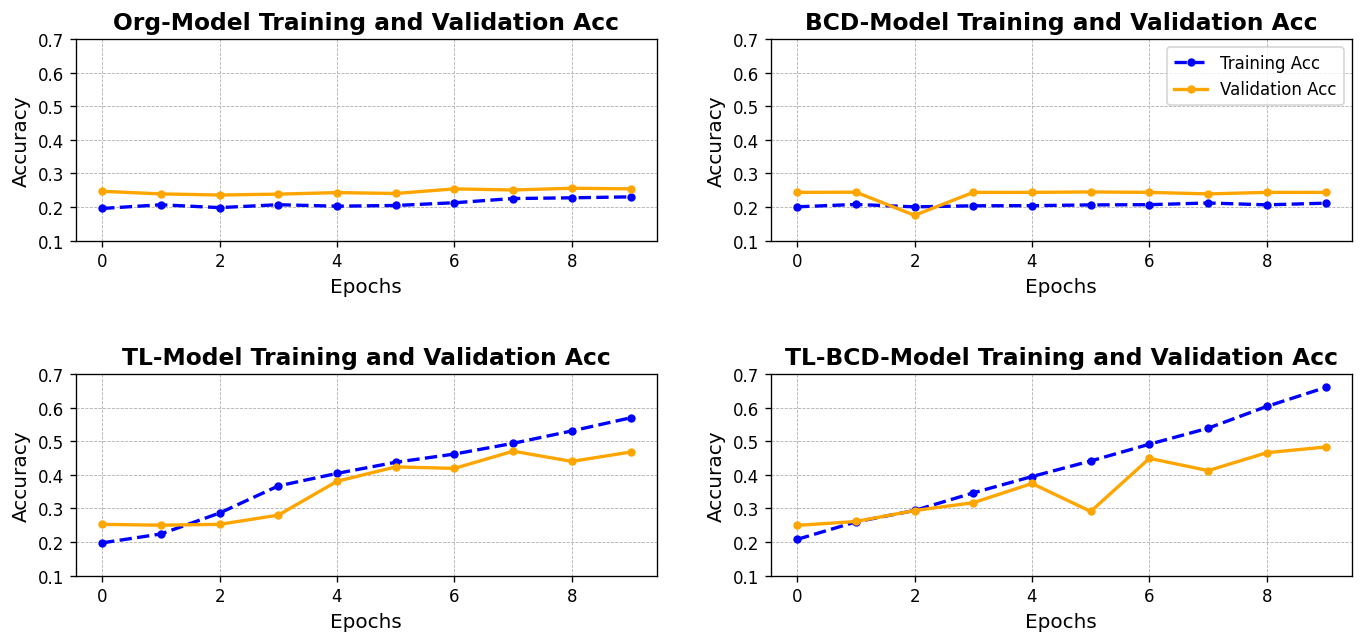 Org-Model Training and Validation Acc
0.7
0.6
0.5
0.4
0.3
0.2
0.1
Accuracy
0 2 4 6 8
Epochs
BCD-Model Training and Validation Acc
0.7
0.6
0.5
0.4
0.3
0.2
0.1
Accuracy
Training Acc
Validation Acc
0 2 4 6 8
Epochs
TL-Model Training and Validation Acc
0.7
0.6
0.5
0.4
0.3
0.2
0.1
Accuracy
0 2 4 6 8
Epochs
TL-BCD-Model Training and Validation Acc
0.7
0.6
0.5
0.4
0.3
0.2
0.1
Accuracy
0 2 4 6 8
Epochs